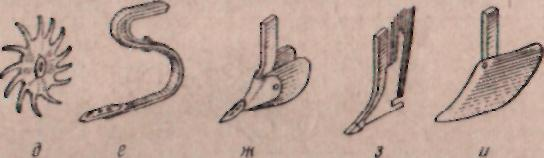 д е ж з и